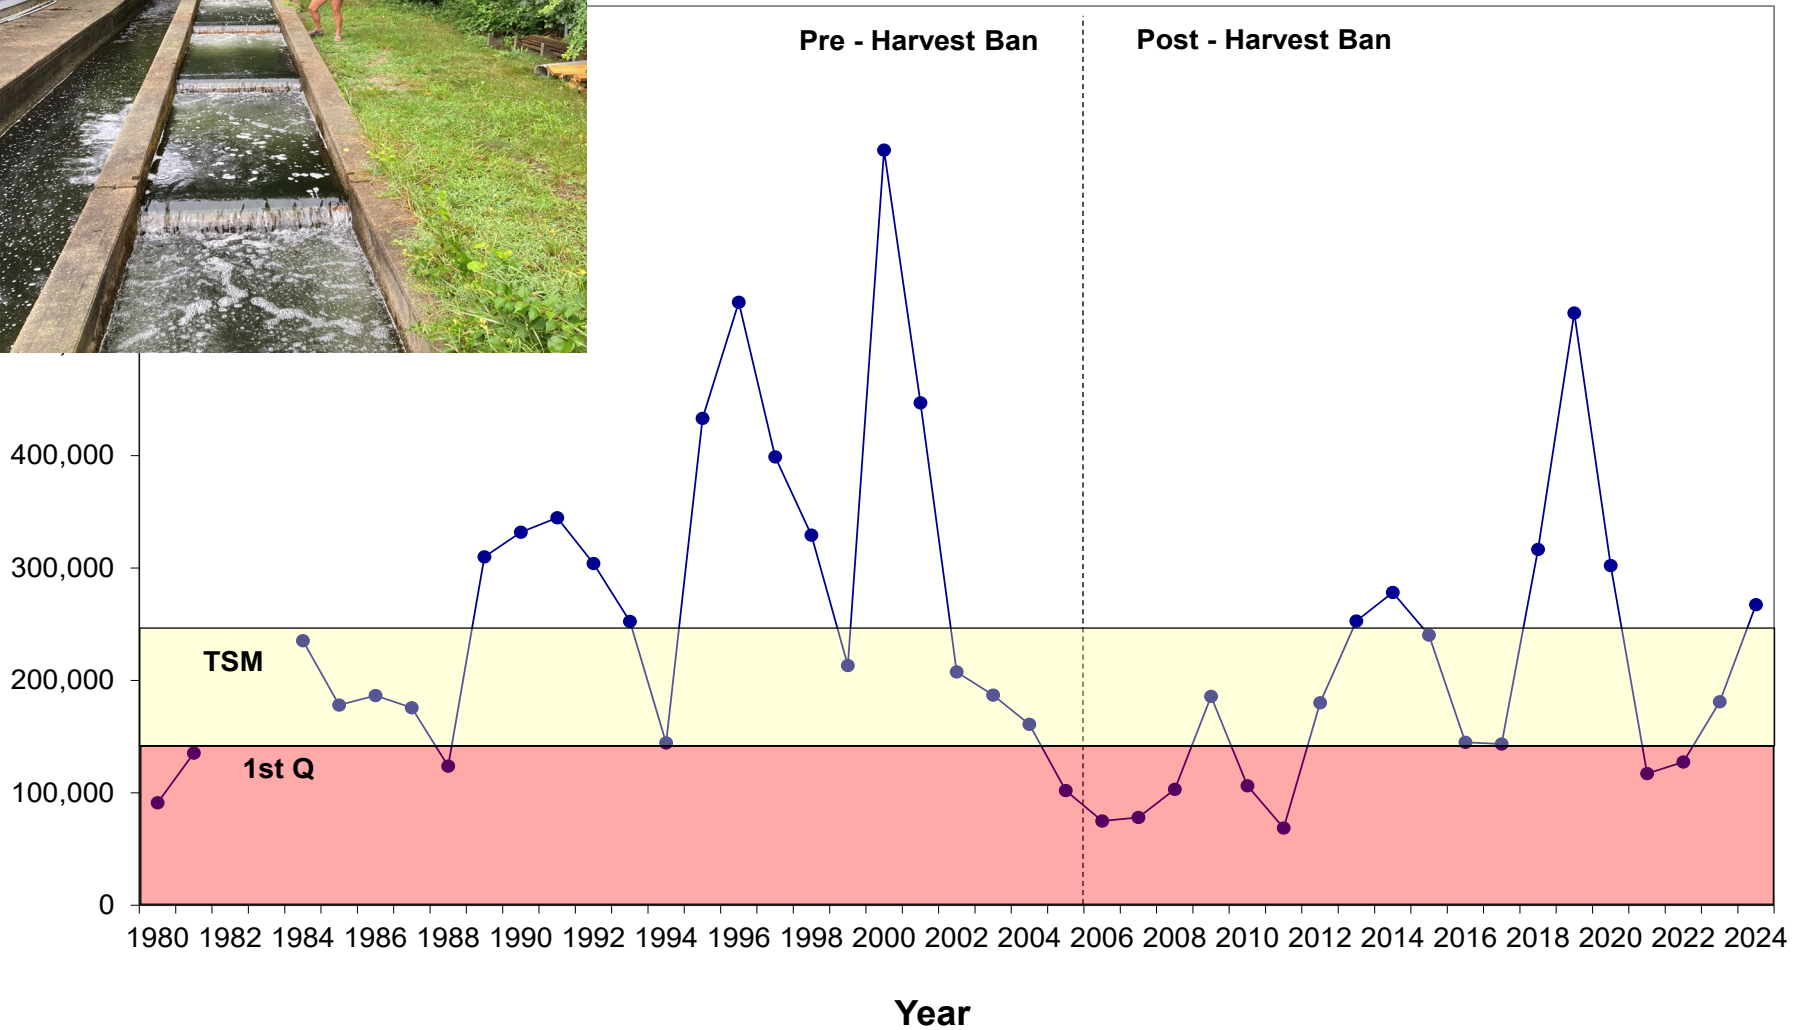 Pre - Harvest Ban
Post - Harvest Ban
400,000
300,000
TSM
200,000
1st Q
100,000
0
1980 1982 1984 1986 1988 1990 1992 1994 1996 1998 2000 2002 2004 2006 2008 2010 2012 2014 2016 2018 2020 2022 2024
Year